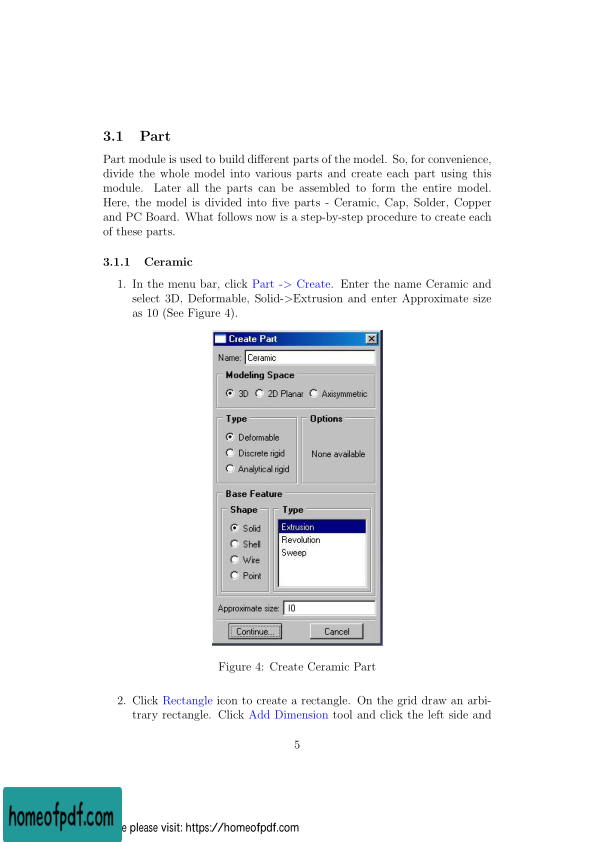 3.1 Part
Part module is used to build different parts of the model. So, for convenience,
divide the whole model into various parts and create each part using this
module. Later all the parts can be assembled to form the entire model.
Here, the model is divided into five parts - Ceramic, Cap, Solder, Copper
and PC Board. What follows now is a step-by-step procedure to create each
of these parts.
3.1.1 Ceramic
1. In the menu bar, click Part -> Create. Enter the name Ceramic and
select 3D, Deformable, Solid->Extrusion and enter Approximate size
as 10 (See Figure 4).
Create Part
Name: Ceramic
Modeling Space
3D 2D Planar Axisymmetric
Type Options
Deformable
Discrete rigid None available
Analytical rigid
Base Feature
Shape Type
Solid Extrusion
Shell Revolution
Wire Sweep
Point
Approximate size: 10
Continue... Cancel
Figure 4: Create Ceramic Part
2. Click Rectangle icon to create a rectangle. On the grid draw an arbi-
trary rectangle. Click Add Dimension tool and click the left side and
5
homeofpdf.com
e please visit: https://homeofpdf.com